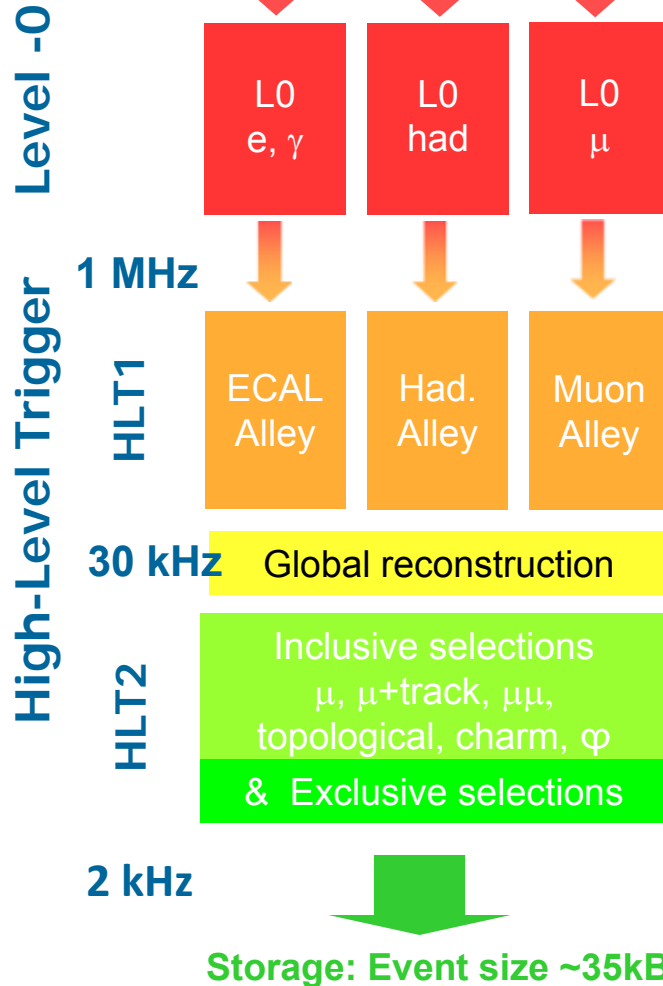 Level -0
L0
e, γ
L0
had
L0
μ
1 MHz
High-Level Trigger
HLT1
ECAL
Alley
Had.
Alley
Muon
Alley
30 kHz
Global reconstruction
HLT2
Inclusive selections
μ, μ+track, μμ,
topological, charm, φ
& Exclusive selections
2 kHz
Storage: Event size ~35kB